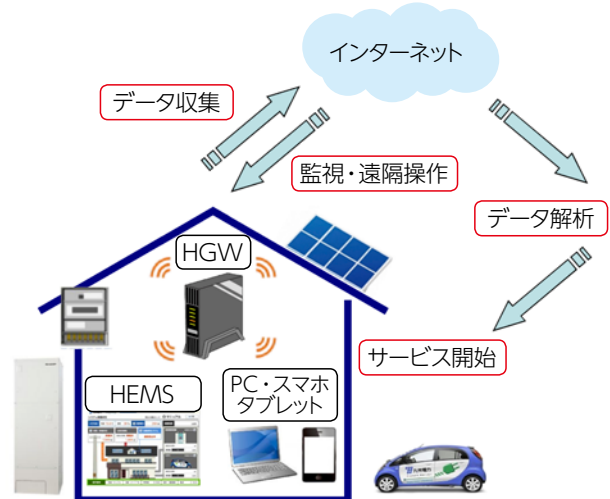 インターネット
データ収集
監視・遠隔操作
データ解析
HGW
サービス開始
HEMS
PC・スマホ
タブレット